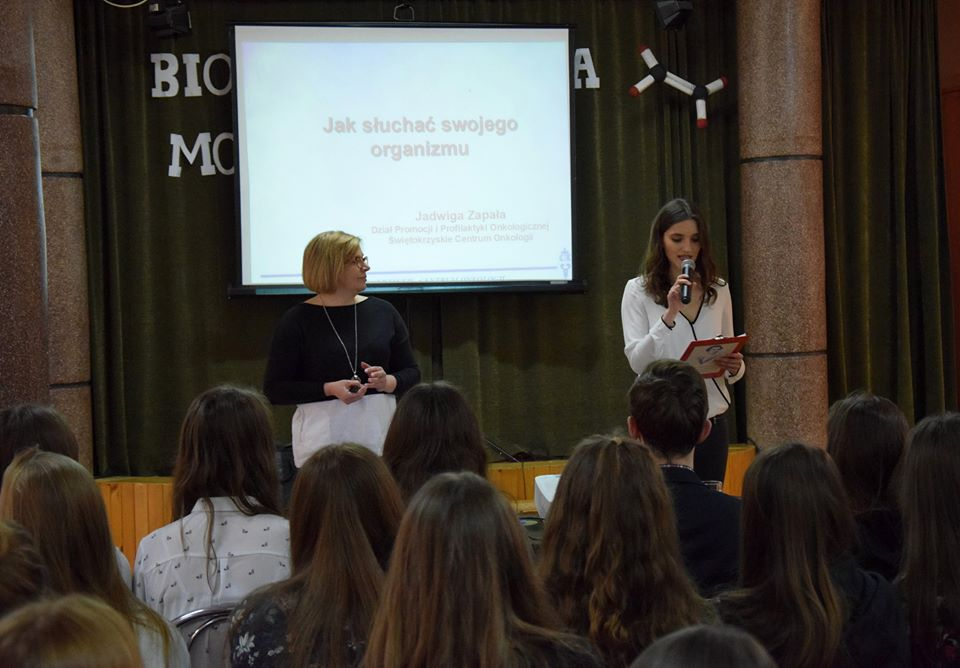 BIO A
MO
Jak słuchać swojego
organizmu
Jadwiga Zapała
Dział Promocji i Profilaktyki Onkologicznej
Świętokrzyskie Centrum Onkologii